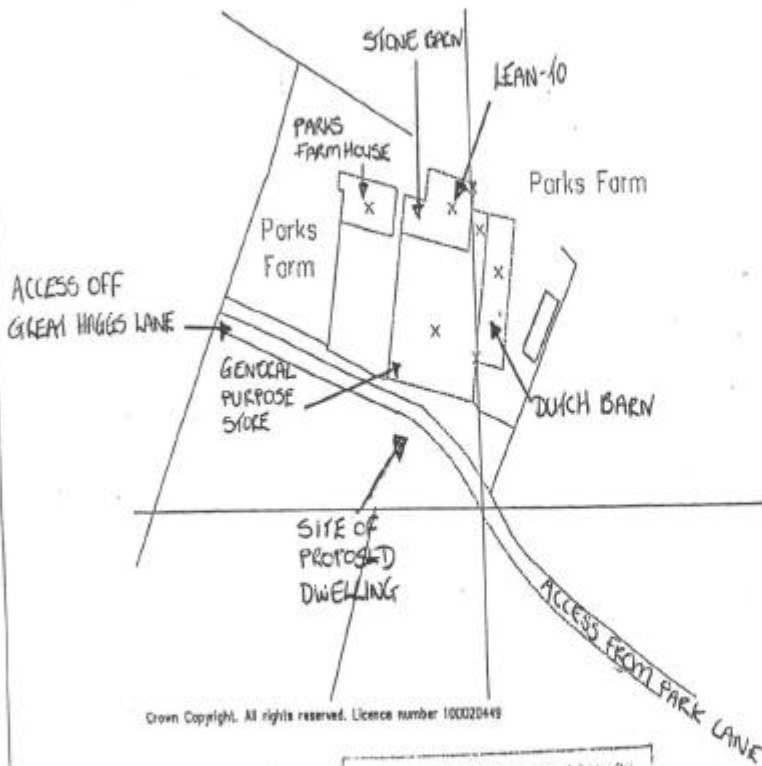 STONE BARN
LEAN-TO
PARKS
FARMHOUSE
Parks Farm
Parks
Farm
ACCESS OFF
GREAT HAGGS LANE
GENERAL
PURPOSE
STORE
DUTCH BARN
SITE OF
PROPOSED
DWELLING
ACCESS FROM PARK LANE
Crown Copyright. All rights reserved. Licence number 100020449